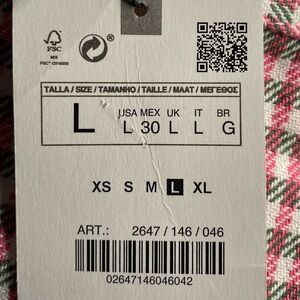 FSC
MIX
TALLA / SIZE / TAMANHO / TAILLE / MAAT / ΜΕΓΕΘΟΣ
L
USA MEX UK IT BR
L 30 L L G
XS S M L XL
ART.: 2647 / 146 / 046
02647146046042